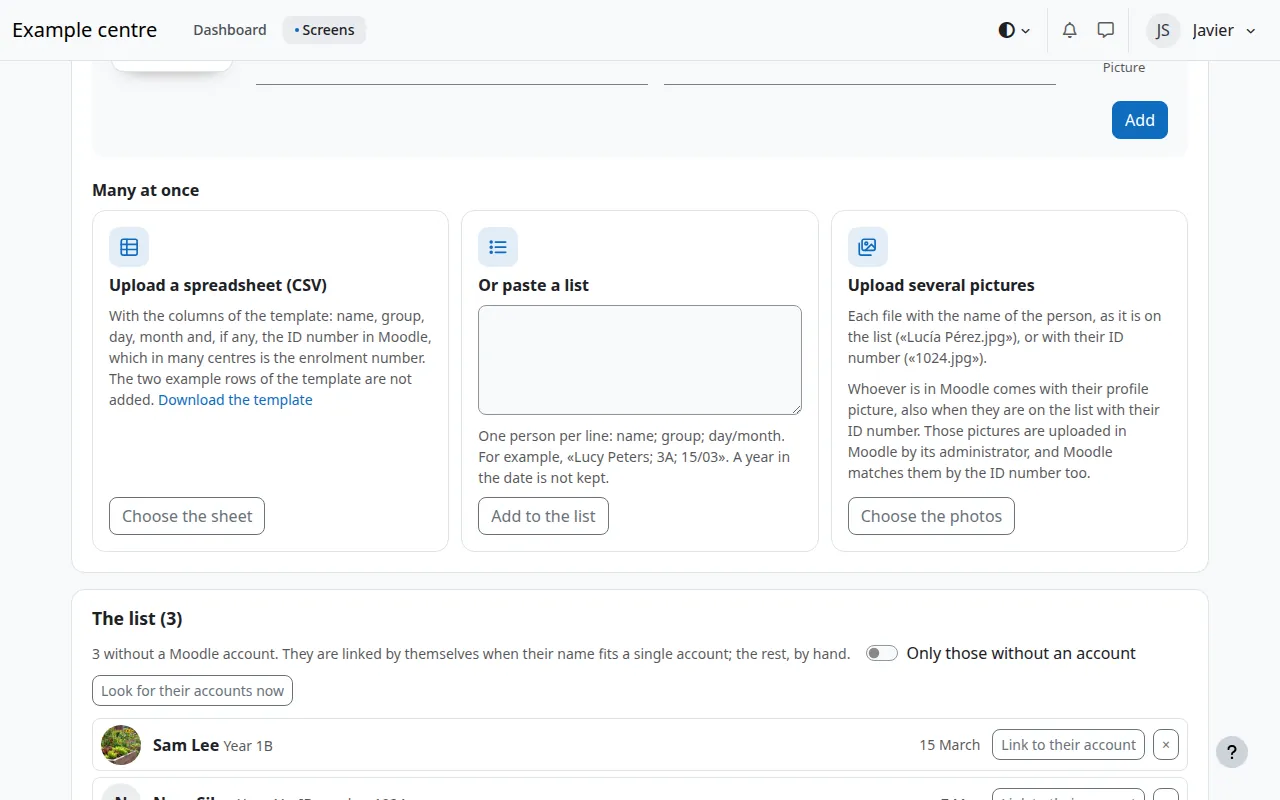 Example centre
Dashboard
Screens
JS
Javier
Picture
Add
Many at once
Upload a spreadsheet (CSV)
With the columns of the template: name, group,
day, month and, if any, the ID number in Moodle,
which in many centres is the enrolment number.
The two example rows of the template are not
added. Download the template
Choose the sheet
Or paste a list
One person per line: name; group; day/month.
For example, «Lucy Peters; 3A; 15/03». A year in
the date is not kept.
Add to the list
Upload several pictures
Each file with the name of the person, as it is on
the list («Lucía Pérez.jpg»), or with their ID
number («1024.jpg»).
Whoever is in Moodle comes with their profile
picture, also when they are on the list with their
ID number. Those pictures are uploaded in
Moodle by its administrator, and Moodle
matches them by the ID number too.
Choose the photos
The list (3)
3 without a Moodle account. They are linked by themselves when their name fits a single account; the rest, by hand.
Only those without an account
Look for their accounts now
Sam Lee Year 1B
15 March
Link to their account
×
?